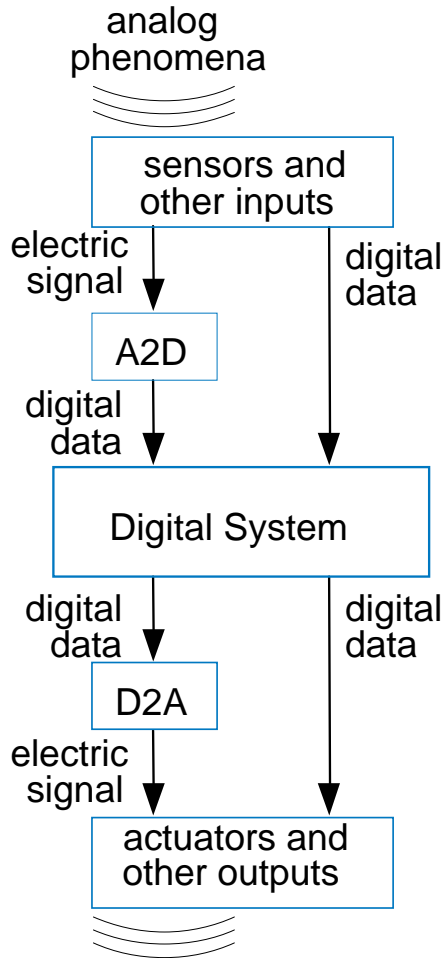 analog
phenomena
sensors and
other inputs
electric
signal
digital
data
A2D
digital
data
Digital System
digital
data
digital
data
D2A
electric
signal
actuators and
other outputs